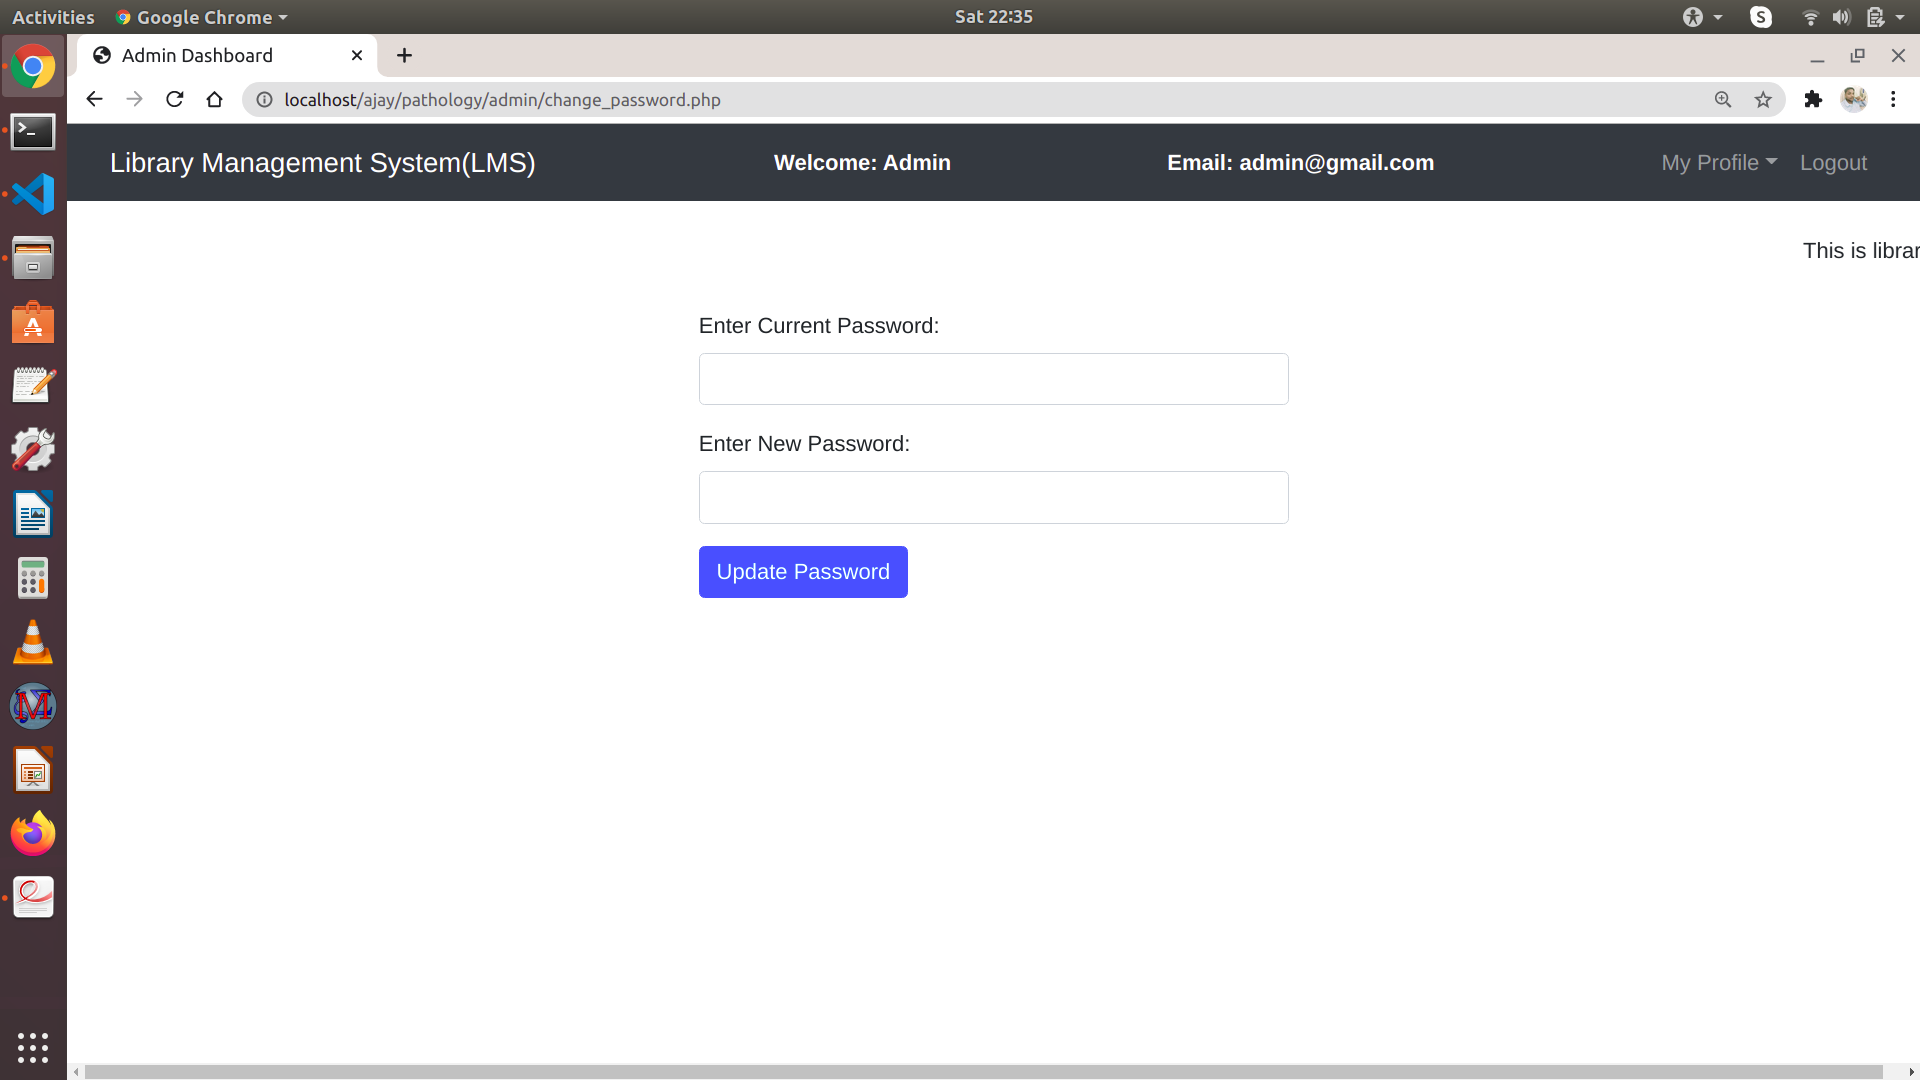 Activities
Google Chrome
Sat 22:35
S
Admin Dashboard
localhost/ajay/pathology/admin/change_password.php
Library Management System(LMS)
Welcome: Admin
Email: admin@gmail.com
My Profile
Logout
This is librar
Enter Current Password:
Enter New Password:
Update Password